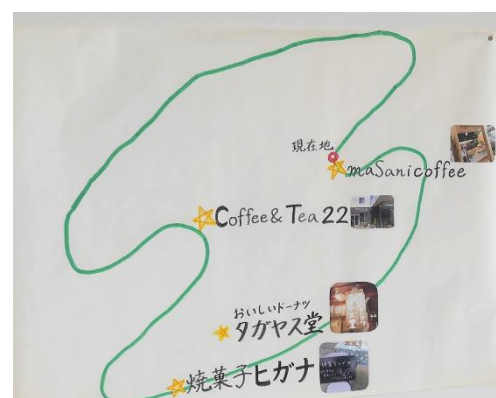 現在地
maSanicoffee
Coffee & Tea 22
おいしいドーナツ
タガヤス堂
焼菓子ヒガナ